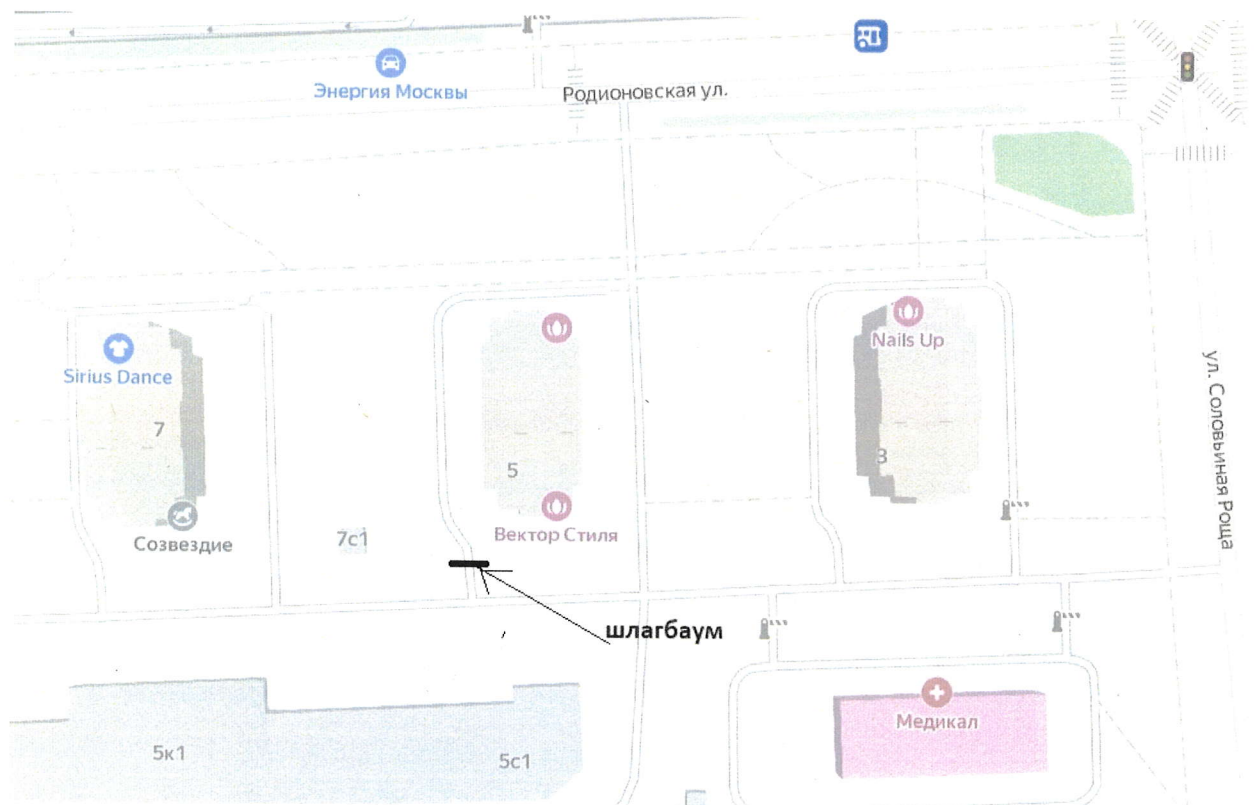 Энергия Москвы
Родионовская ул.
Nails Up
Sirius Dance
ул. Соловьиная Роща
7
5
3
Вектор Стиля
Созвездие
7с1
шлагбаум
Медикал
5к1
5с1